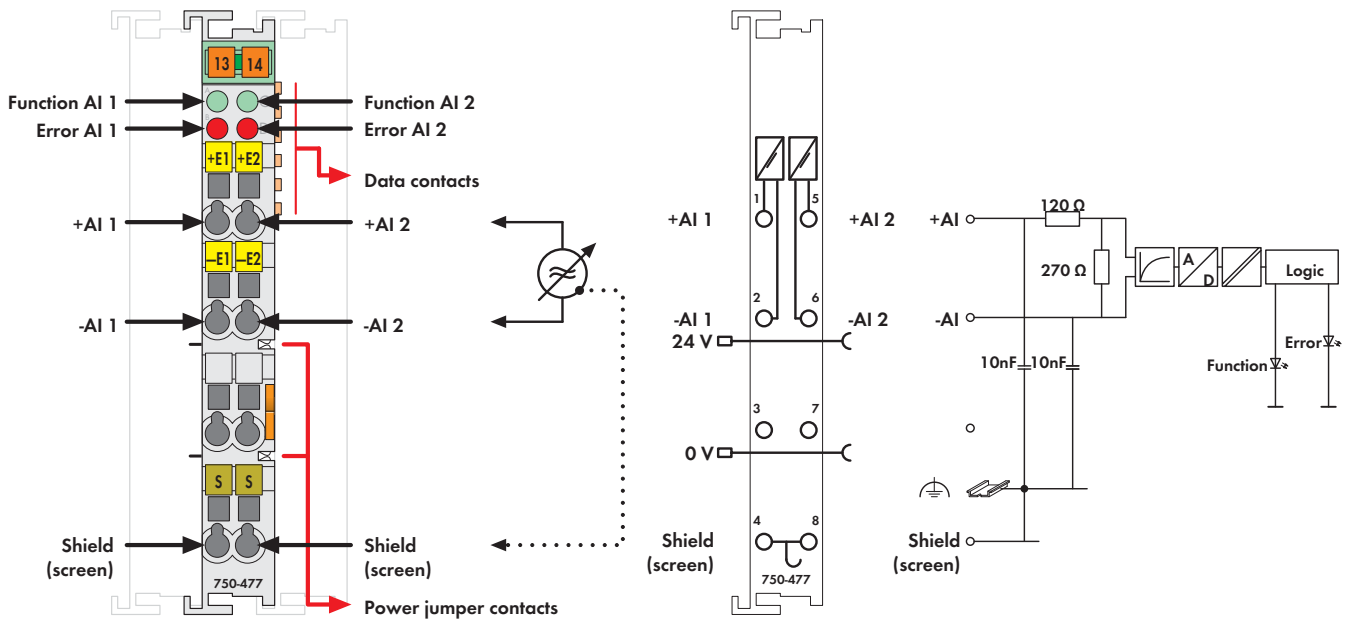 13 14
Function AI 1
Function AI 2
Error AI 1
Error AI 2
+E1 +E2
Data contacts
+AI 1
+AI 2
–E1 –E2
-AI 1
-AI 2
S S
Shield
(screen)
Shield
(screen)
750-477
Power jumper contacts
1 5
+AI 1
+AI 2
2 6
-AI 1
-AI 2
24 V
3 7
0 V
4 8
Shield
(screen)
750-477
+AI
120 Ω
270 Ω
A
D
Logic
-AI
10nF 10nF
Function
Error